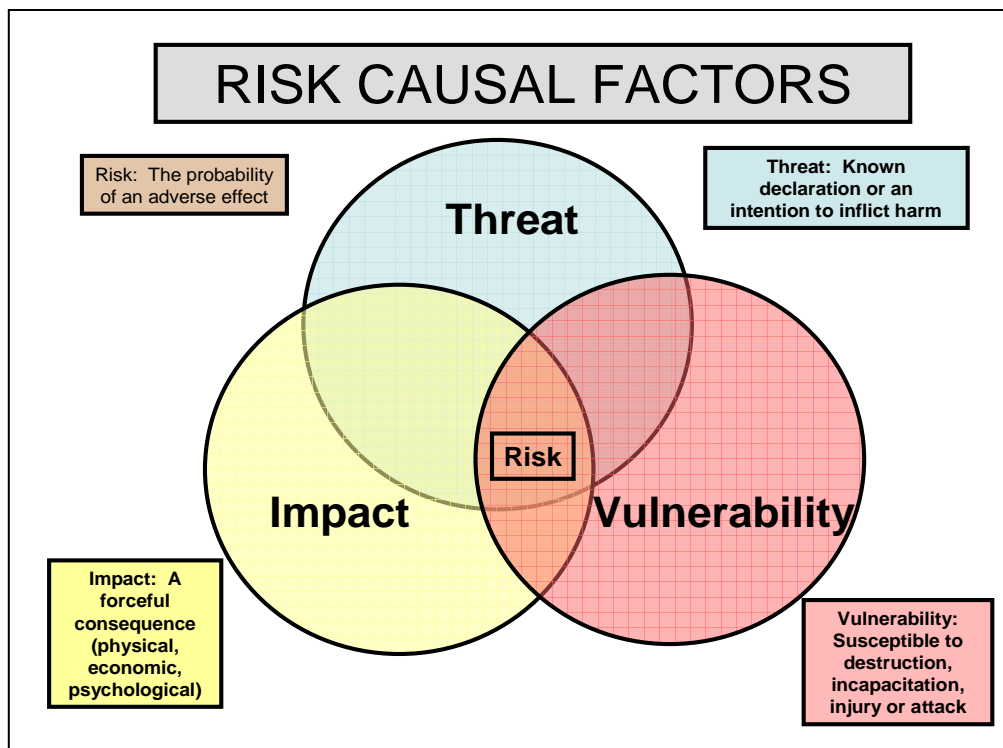 RISK CAUSAL FACTORS
Risk:  The probability
of an adverse effect
Threat:  Known
declaration or an
intention to inflict harm
Threat
Risk
Impact
Vulnerability
Impact:  A
forceful
consequence
(physical,
economic,
psychological)
Vulnerability:
Susceptible to
destruction,
incapacitation,
injury or attack